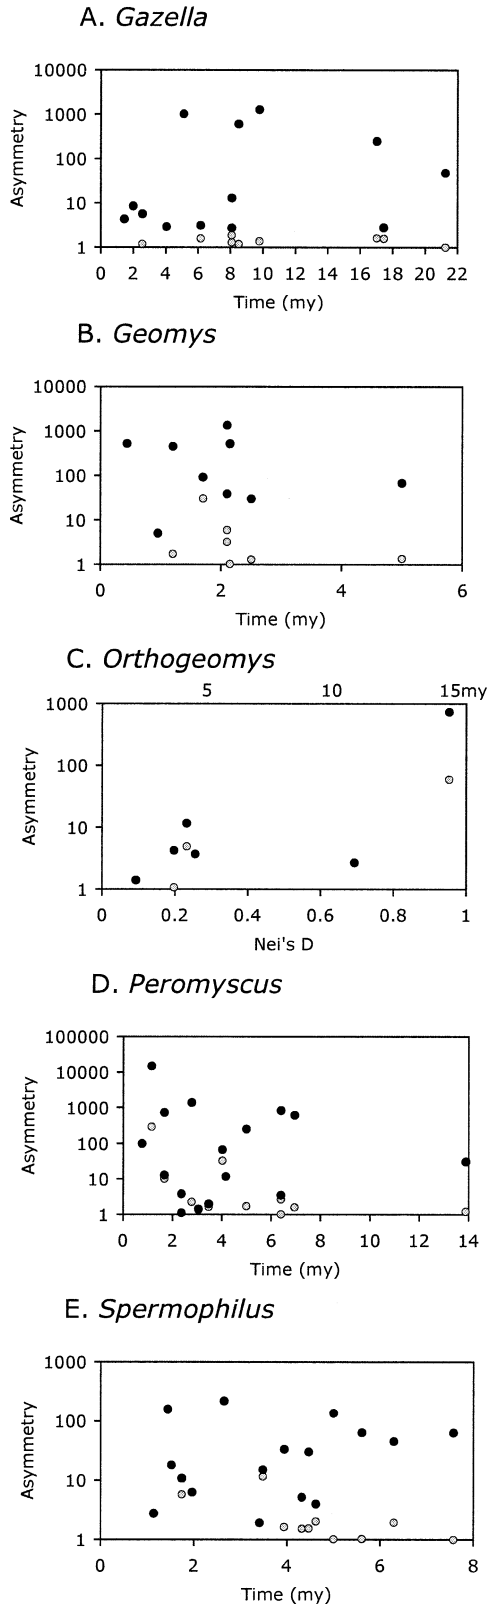 A. Gazella
10000
1000
100
10
1
Asymmetry
0 2 4 6 8 10 12 14 16 18 20 22
Time (my)
B. Geomys
10000
1000
100
10
1
Asymmetry
0 2 4 6
Time (my)
C. Orthogeomys
5 10 15my
1000
100
10
1
Asymmetry
0 0.2 0.4 0.6 0.8 1
Nei's D
D. Peromyscus
100000
10000
1000
100
10
1
Asymmetry
0 2 4 6 8 10 12 14
Time (my)
E. Spermophilus
1000
100
10
1
Asymmetry
0 2 4 6 8
Time (my)